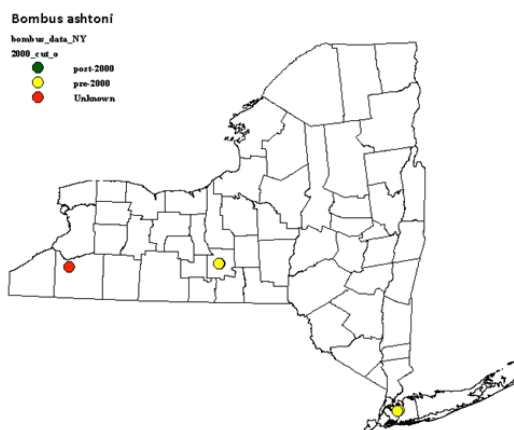 Bombus ashtoni
bombus_data_NY
2000_cut_o
post-2000
pre-2000
Unknown